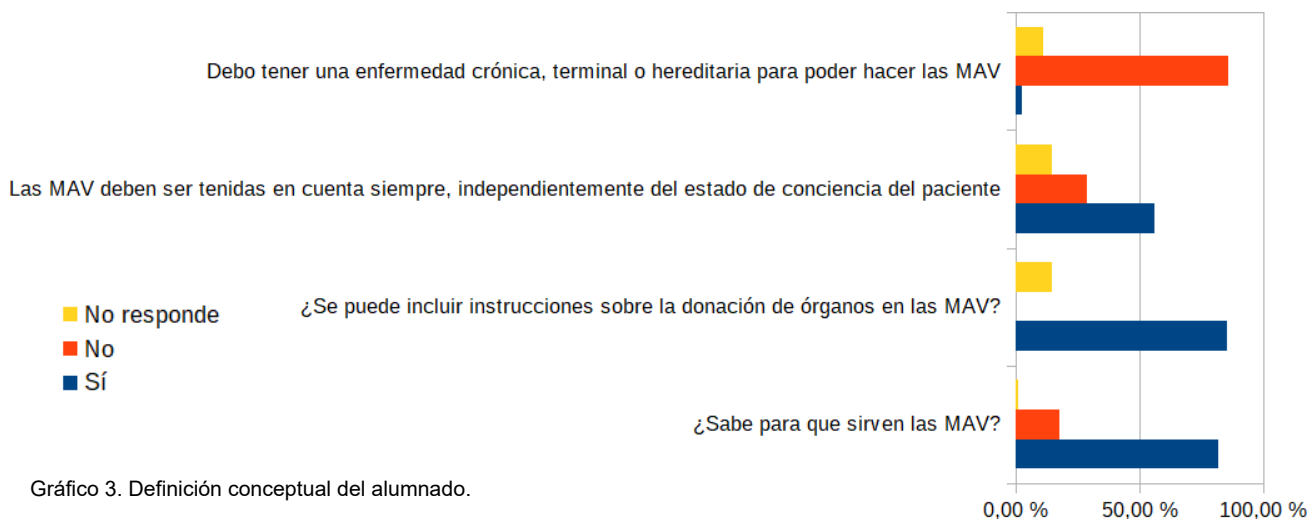 Debo tener una enfermedad crónica, terminal o hereditaria para poder hacer las MAV
Las MAV deben ser tenidas en cuenta siempre, independientemente del estado de conciencia del paciente
¿Se puede incluir instrucciones sobre la donación de órganos en las MAV?
No responde
No
Sí
¿Sabe para que sirven las MAV?
Gráfico 3. Definición conceptual del alumnado.
0,00 % 50,00 % 100,00 %